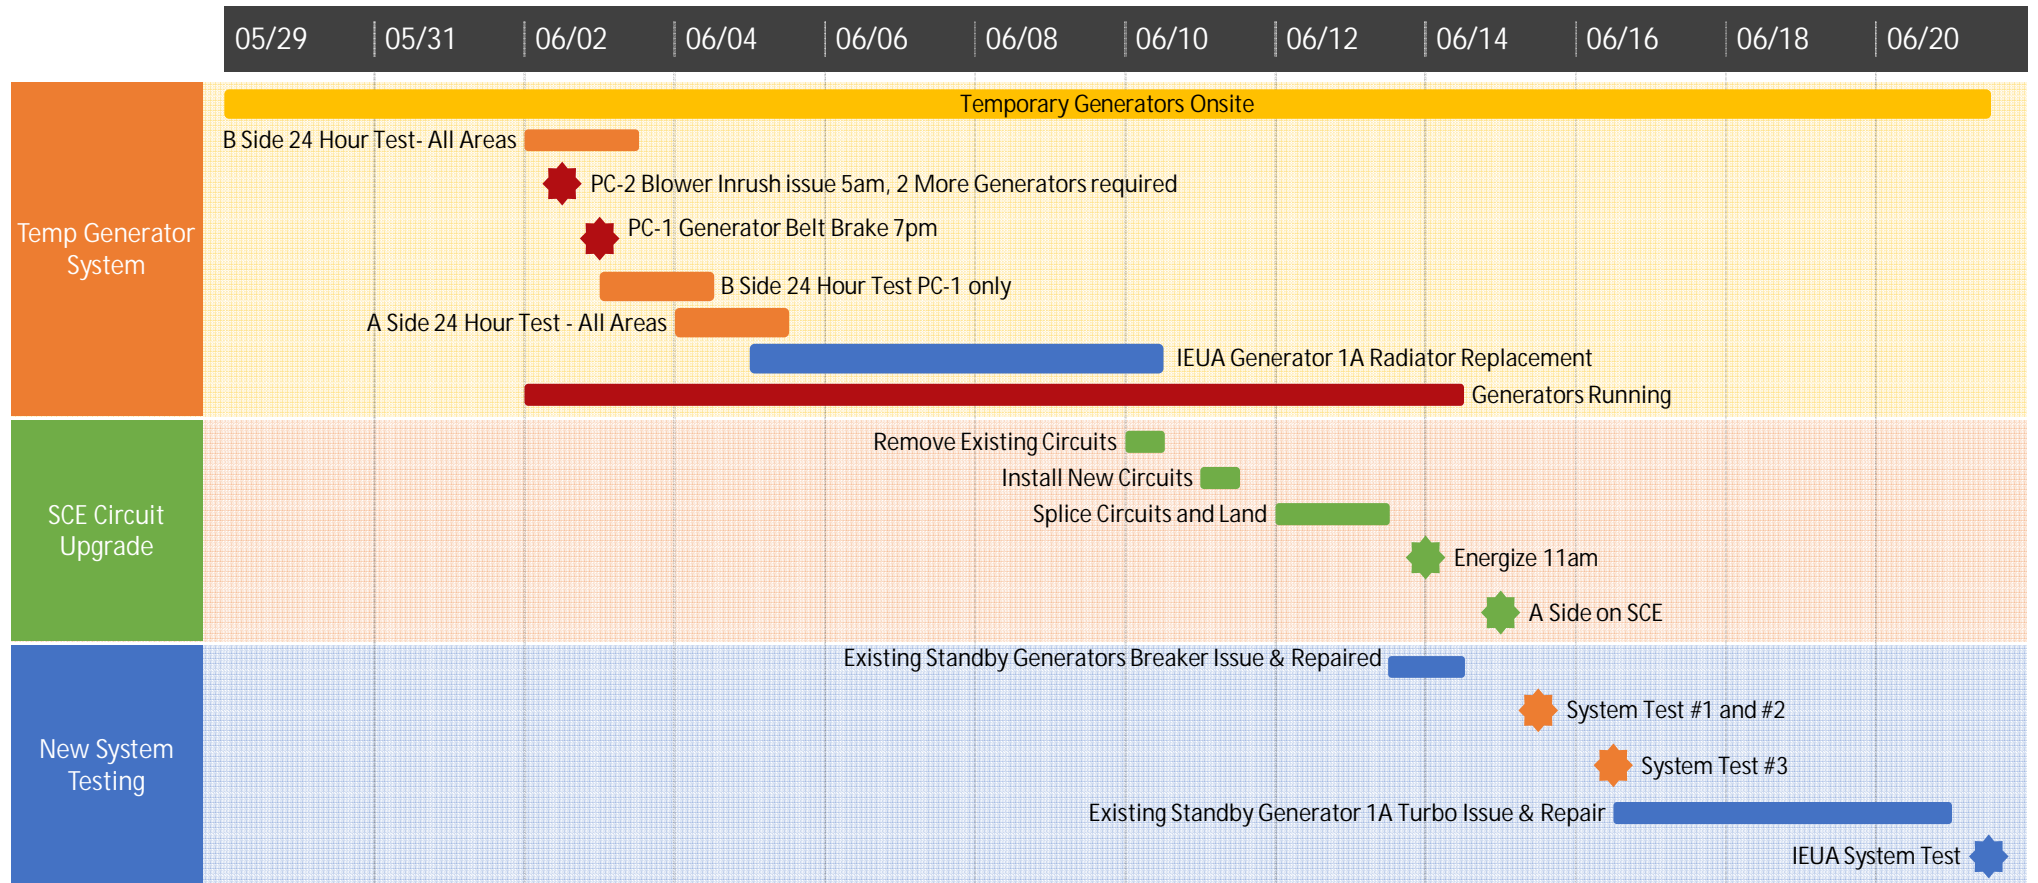 05/29 05/31 06/02 06/04 06/06 06/08 06/10 06/12 06/14 06/16 06/18 06/20
Temp Generator
System
Temporary Generators Onsite
B Side 24 Hour Test- All Areas
PC-2 Blower Inrush issue 5am, 2 More Generators required
PC-1 Generator Belt Brake 7pm
B Side 24 Hour Test PC-1 only
A Side 24 Hour Test - All Areas
IEUA Generator 1A Radiator Replacement
Generators Running
SCE Circuit
Upgrade
Remove Existing Circuits
Install New Circuits
Splice Circuits and Land
Energize 11am
A Side on SCE
New System
Testing
Existing Standby Generators Breaker Issue & Repaired
System Test #1 and #2
System Test #3
Existing Standby Generator 1A Turbo Issue & Repair
IEUA System Test